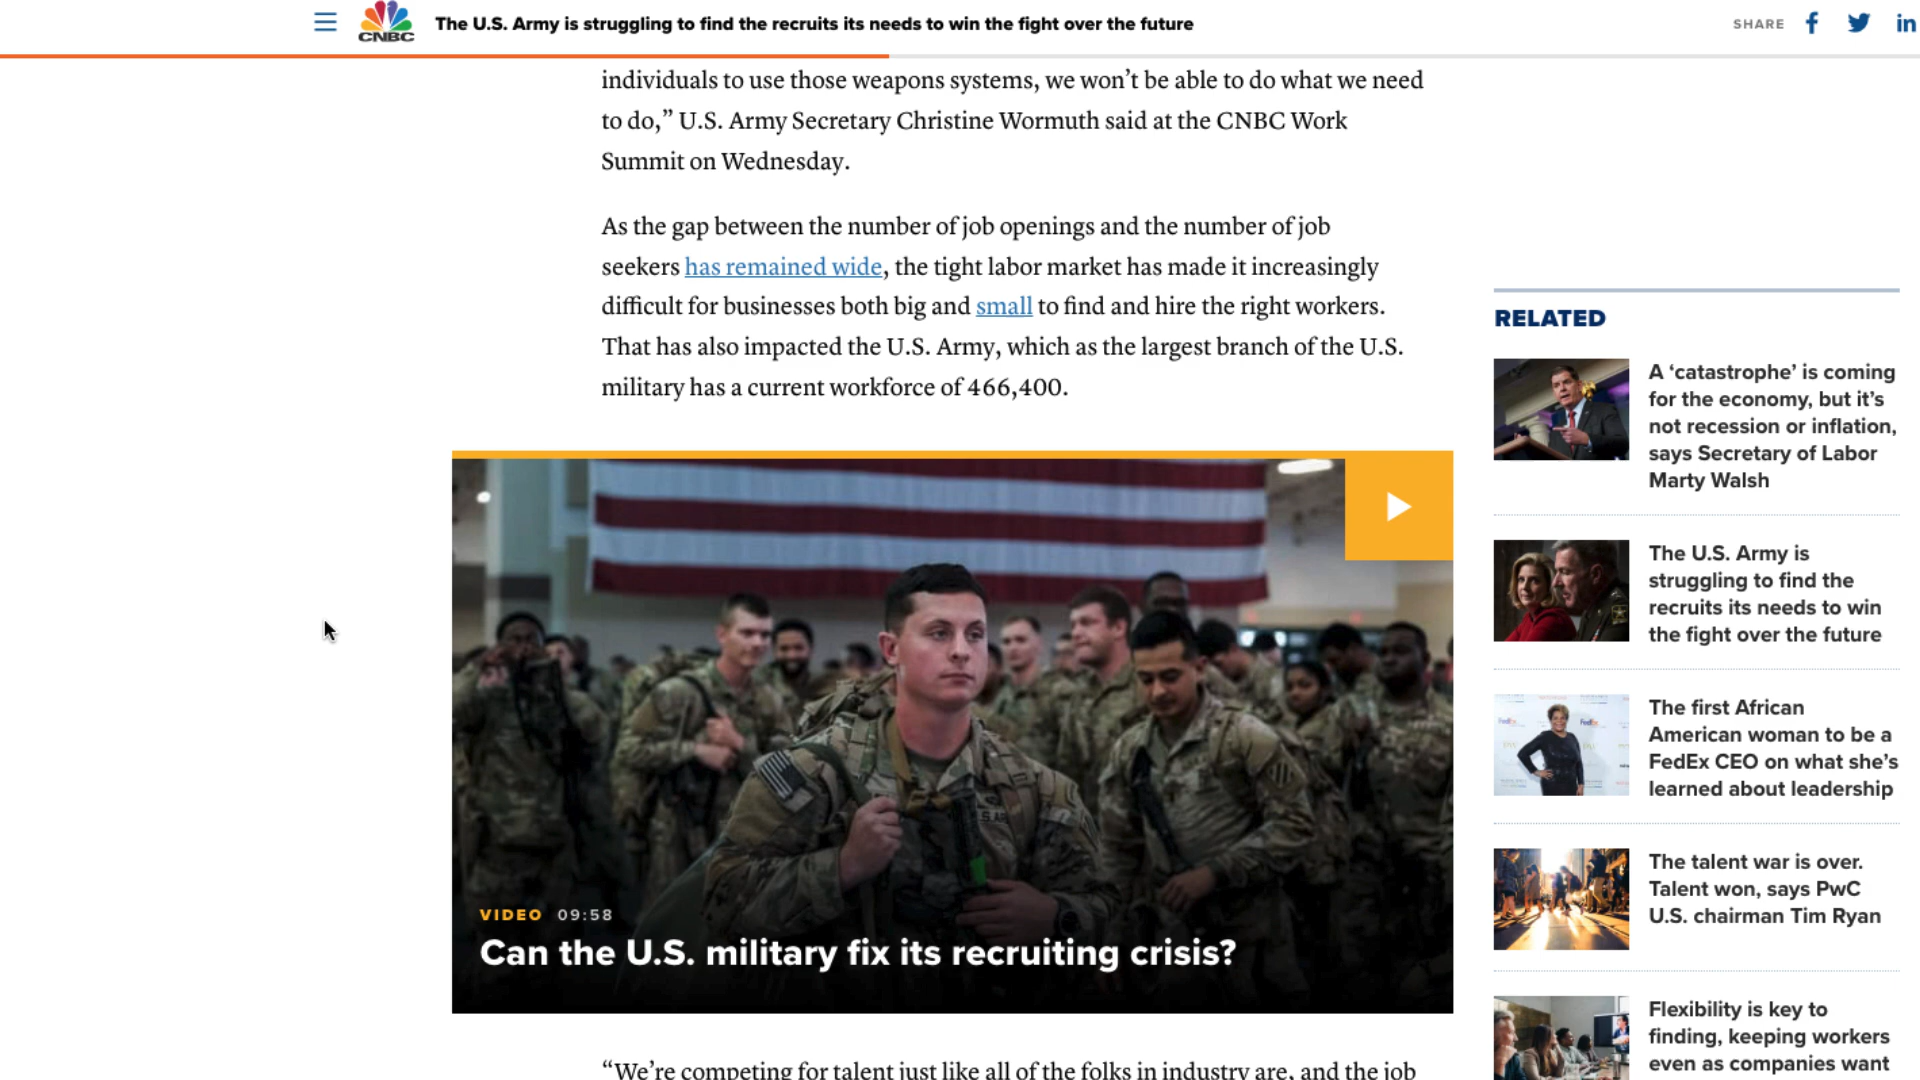 CNBC
The U.S. Army is struggling to find the recruits its needs to win the fight over the future
SHARE
individuals to use those weapons systems, we won’t be able to do what we need
to do,” U.S. Army Secretary Christine Wormuth said at the CNBC Work
Summit on Wednesday.
As the gap between the number of job openings and the number of job
seekers has remained wide, the tight labor market has made it increasingly
difficult for businesses both big and small to find and hire the right workers.
That has also impacted the U.S. Army, which as the largest branch of the U.S.
military has a current workforce of 466,400.
VIDEO 09:58
Can the U.S. military fix its recruiting crisis?
“We’re competing for talent just like all of the folks in industry are, and the job
RELATED
A ‘catastrophe’ is coming
for the economy, but it’s
not recession or inflation,
says Secretary of Labor
Marty Walsh
The U.S. Army is
struggling to find the
recruits its needs to win
the fight over the future
FedEx
FedEx
The first African
American woman to be a
FedEx CEO on what she’s
learned about leadership
The talent war is over.
Talent won, says PwC
U.S. chairman Tim Ryan
Flexibility is key to
finding, keeping workers
even as companies want